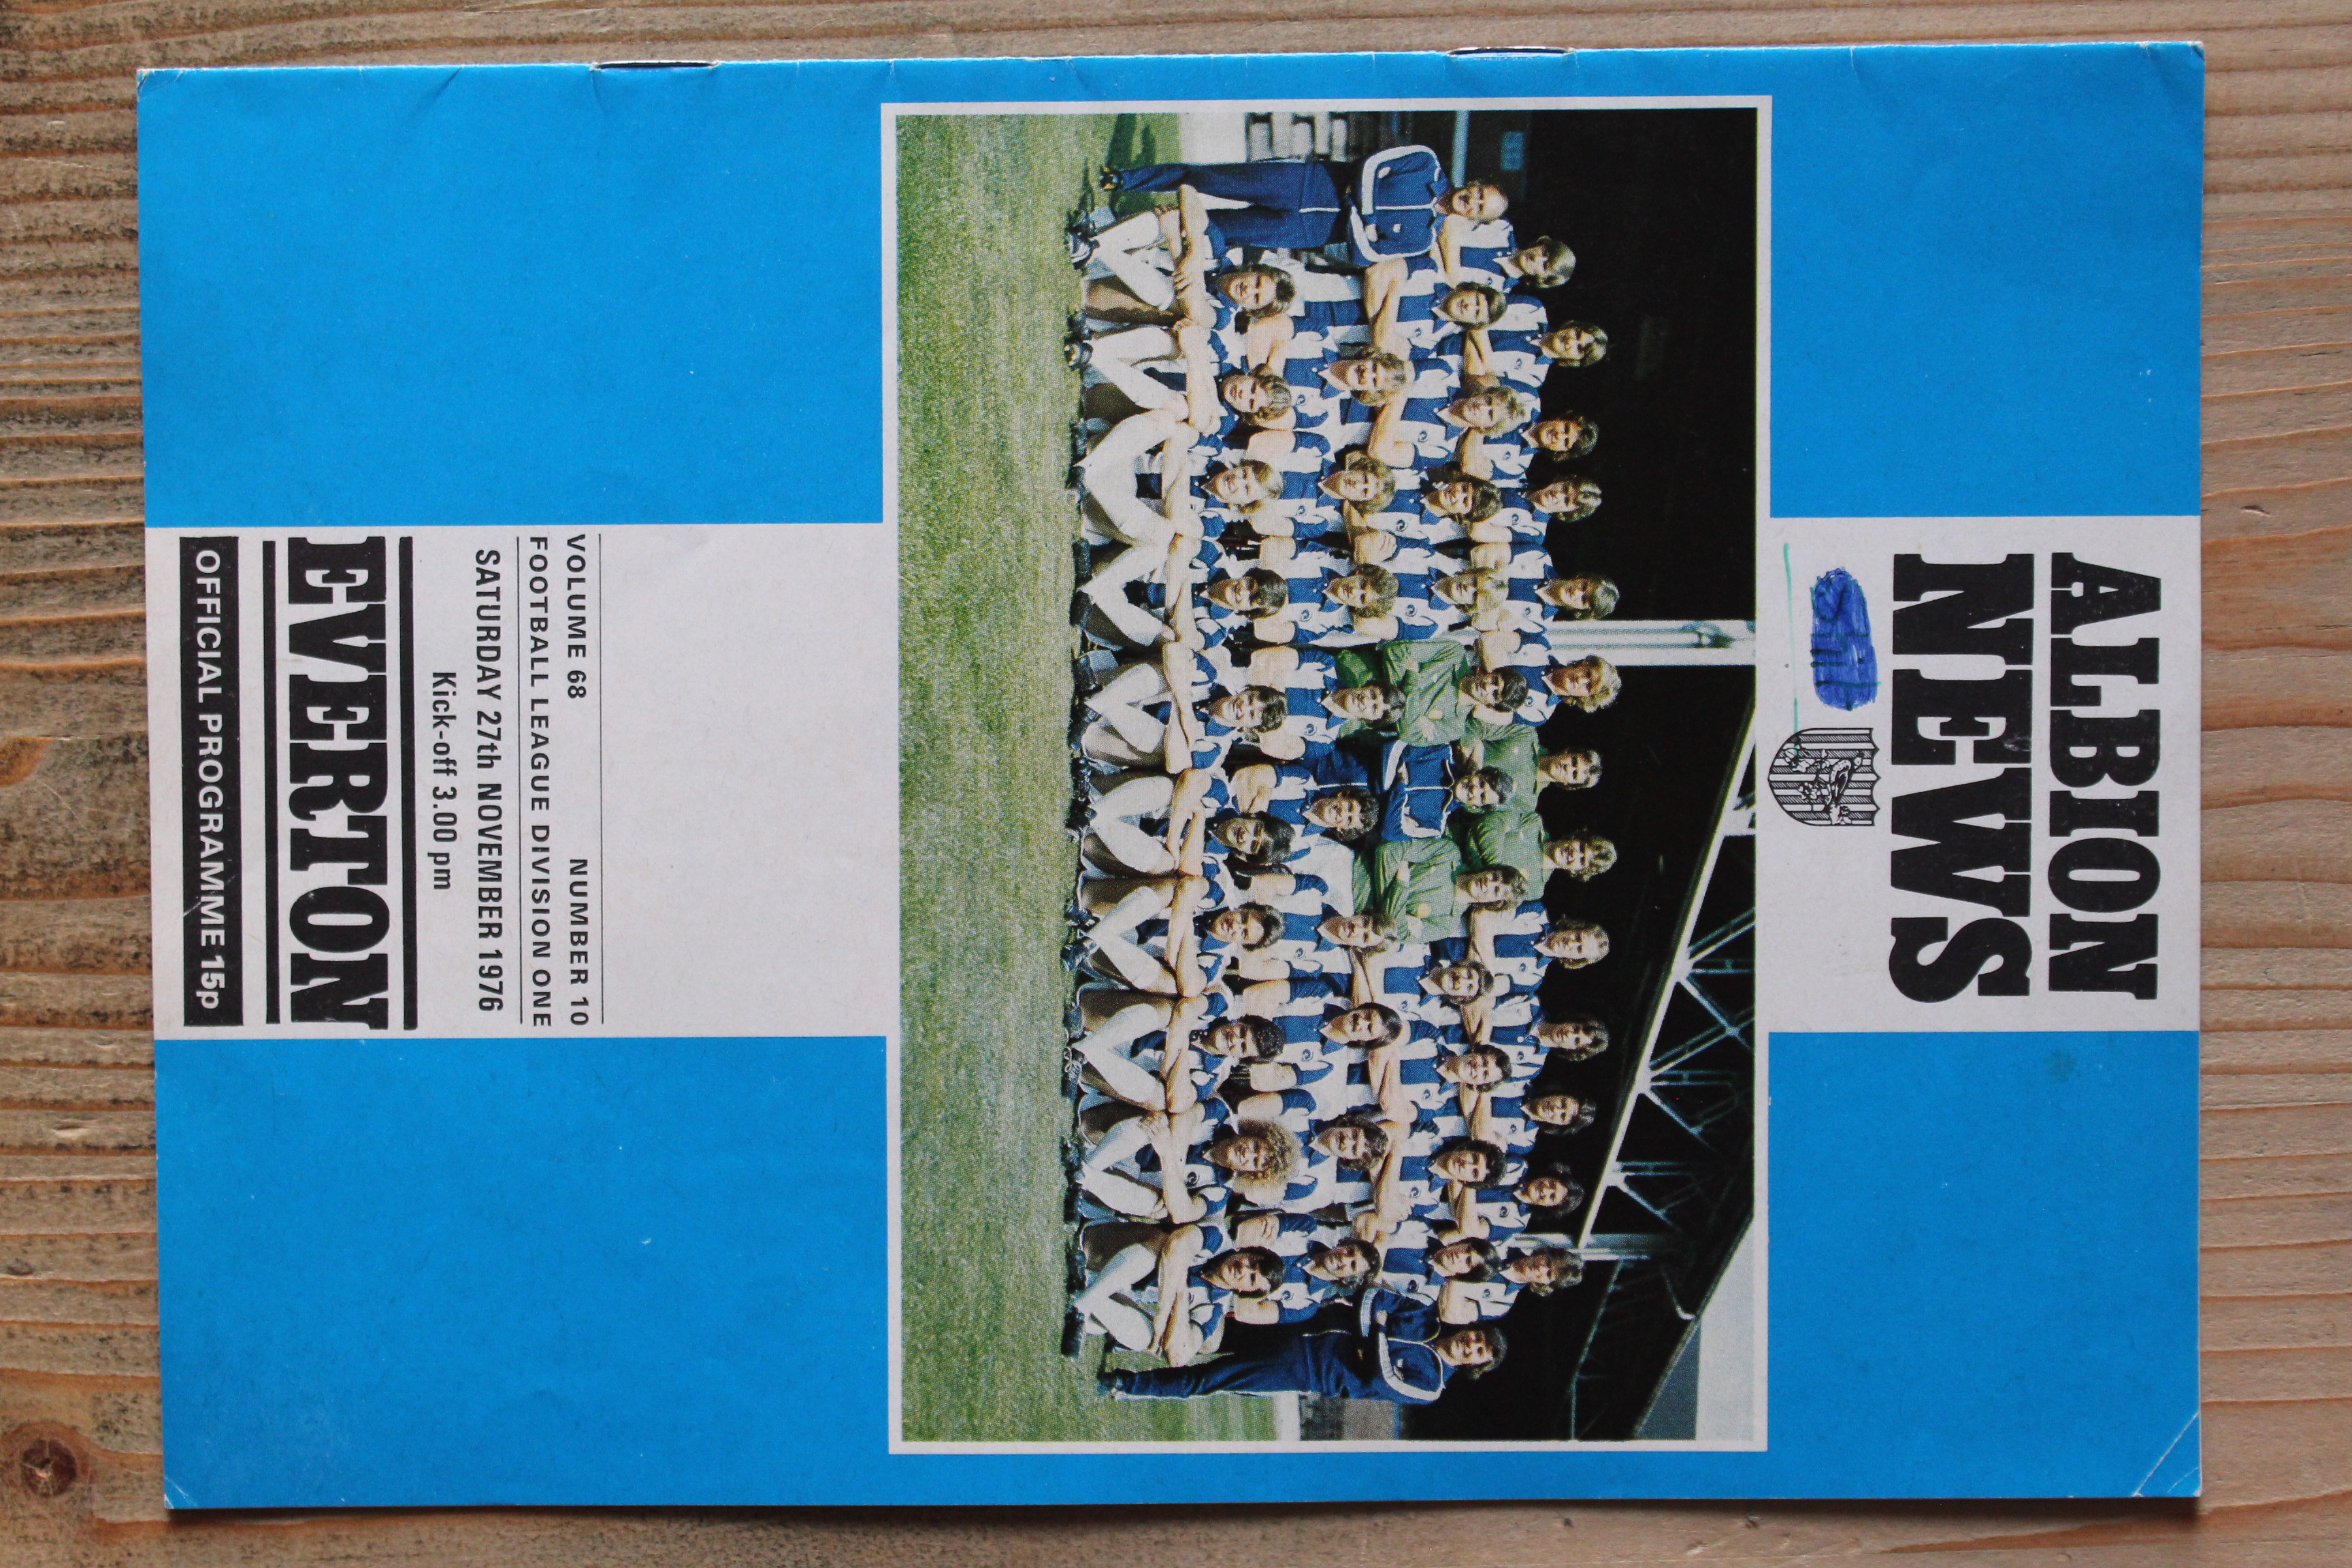 ALBION
NEWS
VOLUME 68 NUMBER 10
FOOTBALL LEAGUE DIVISION ONE
SATURDAY 27th NOVEMBER 1976
Kick-off 3.00 pm
EVERTON
OFFICIAL PROGRAMME 15p